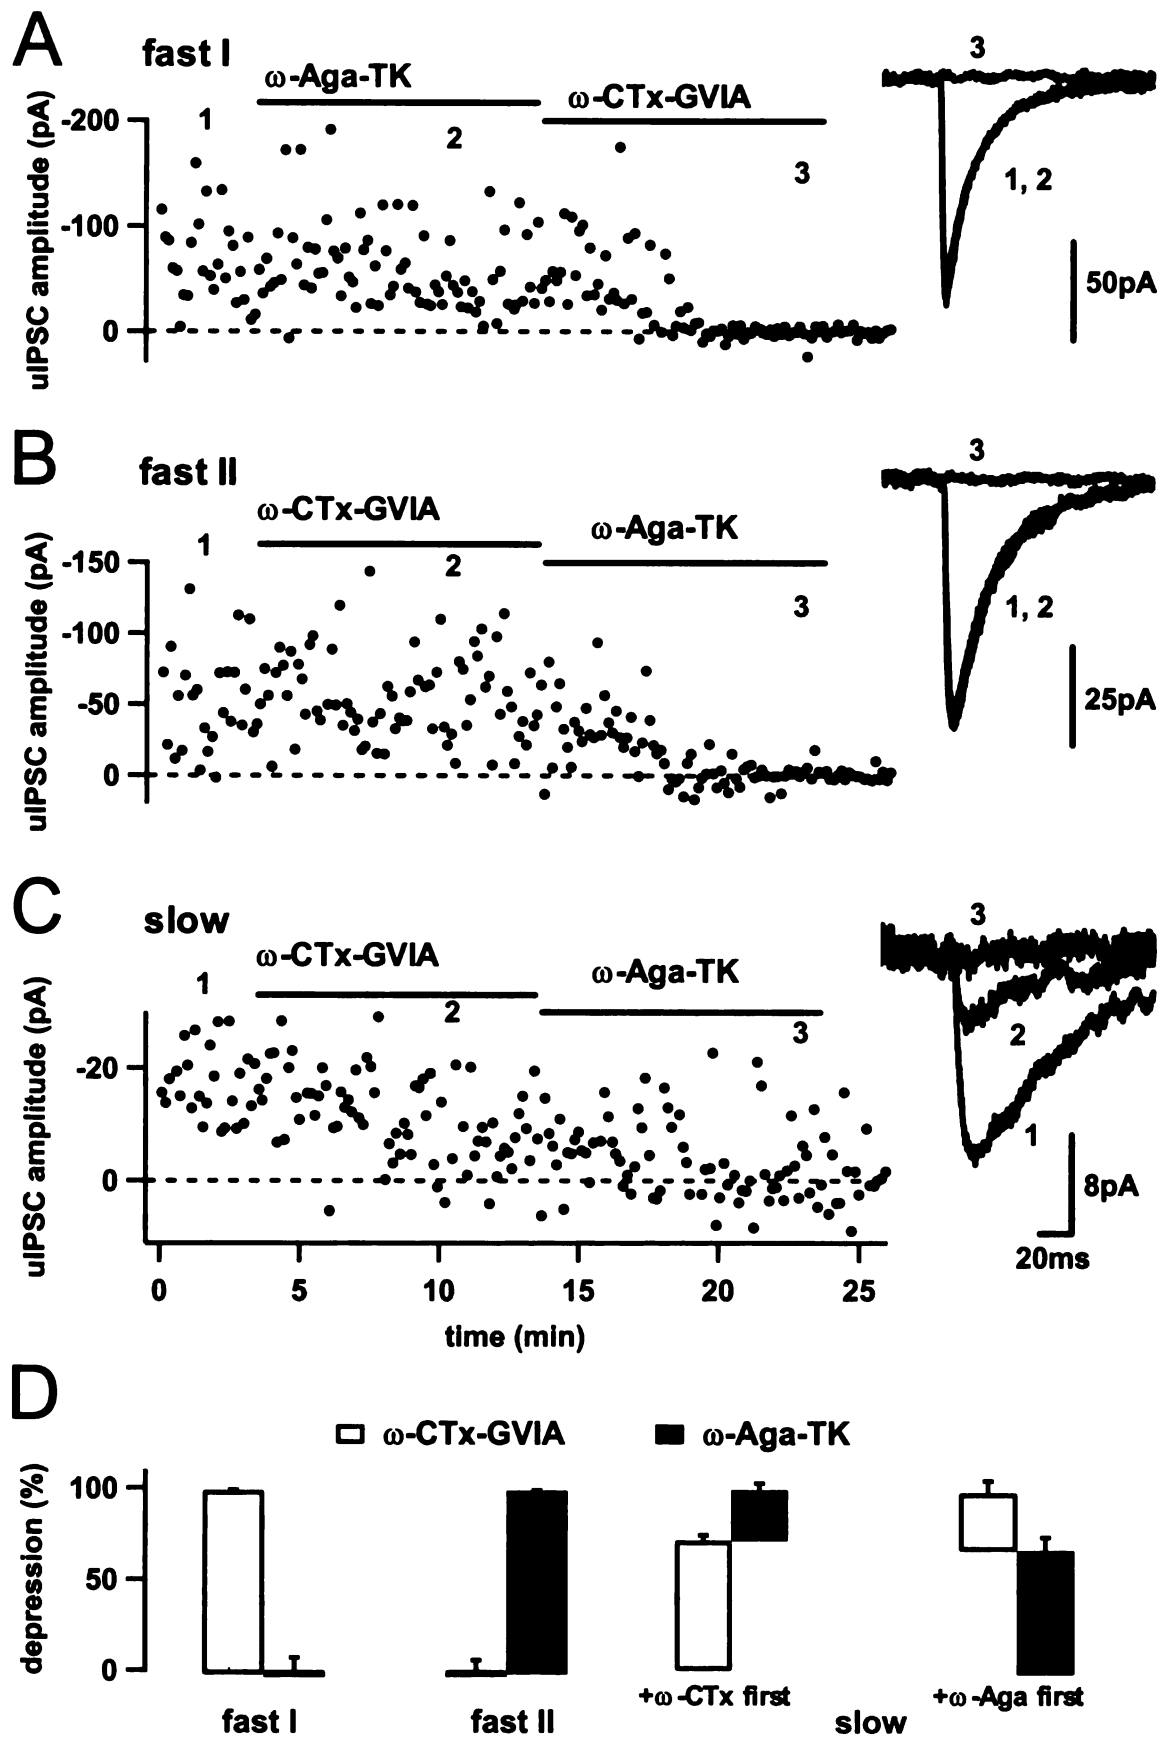 A
fast I
ω-Aga-TK
ω-CTx-GVIA
1
2
3
uIPSC amplitude (pA)
-200
-100
0
3
1, 2
50pA
B
fast II
ω-CTx-GVIA
ω-Aga-TK
1
2
3
uIPSC amplitude (pA)
-150
-100
-50
0
3
1, 2
25pA
C
slow
ω-CTx-GVIA
ω-Aga-TK
1
2
3
uIPSC amplitude (pA)
-20
0
0 5 10 15 20 25
time (min)
3
2
1
8pA
20ms
D
ω-CTx-GVIA ω-Aga-TK
depression (%)
100
50
0
+ω-CTx first +ω-Aga first
fast I fast II slow